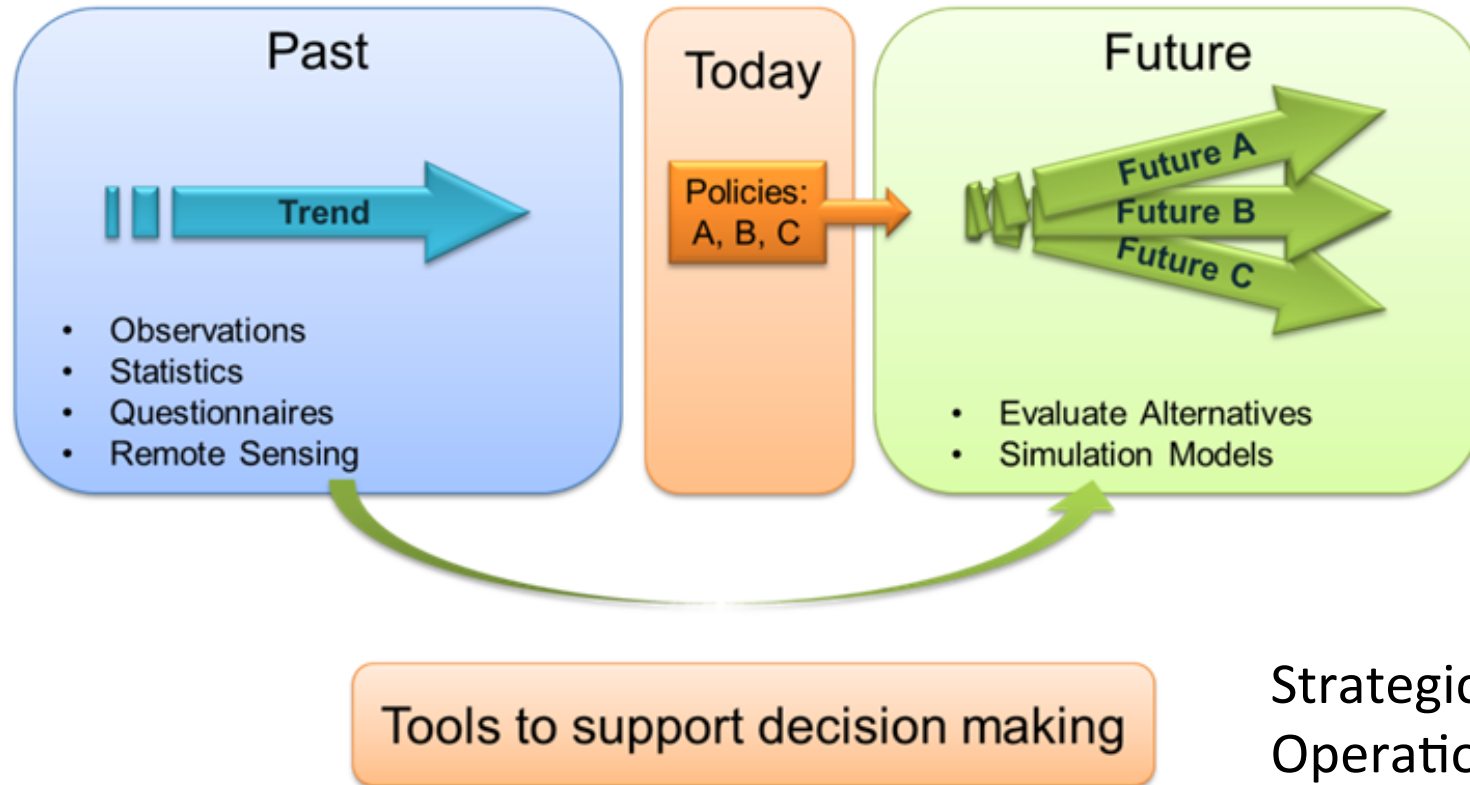 Past
Trend
• Observations
• Statistics
• Questionnaires
• Remote Sensing
Today
Policies:
A, B, C
Future
Future A
Future B
Future C
• Evaluate Alternatives
• Simulation Models
Tools to support decision making